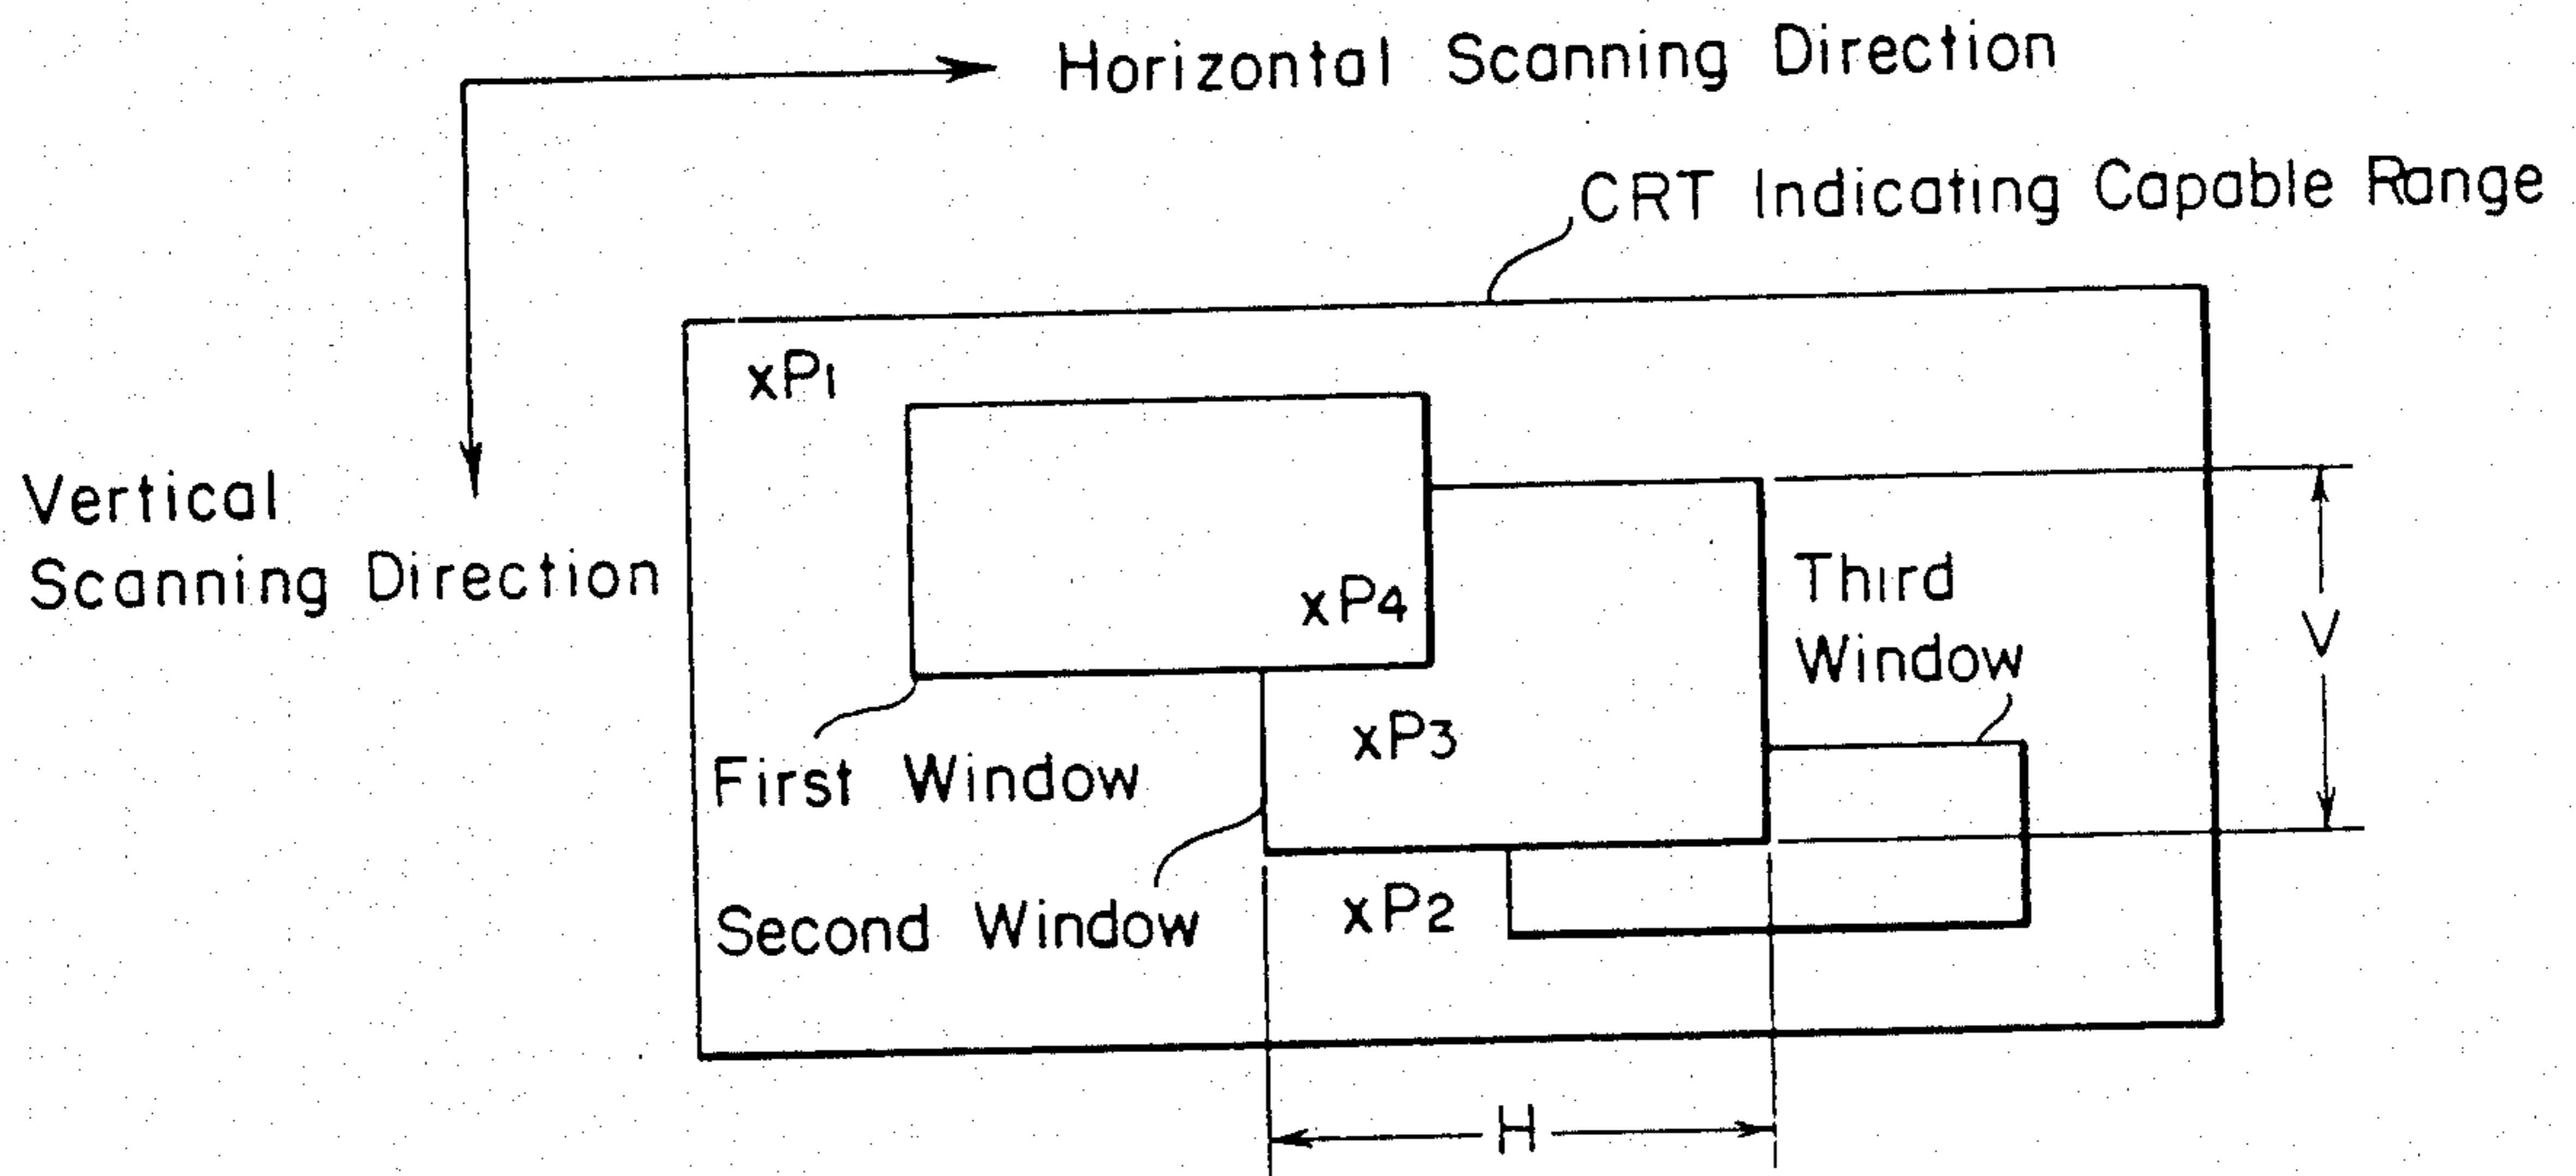 Horizontal Scanning Direction
CRT Indicating Capable Range
xP1
Vertical
Scanning Direction
Third
Window
xP4
V
xP3
First Window
xP2
Second Window
H